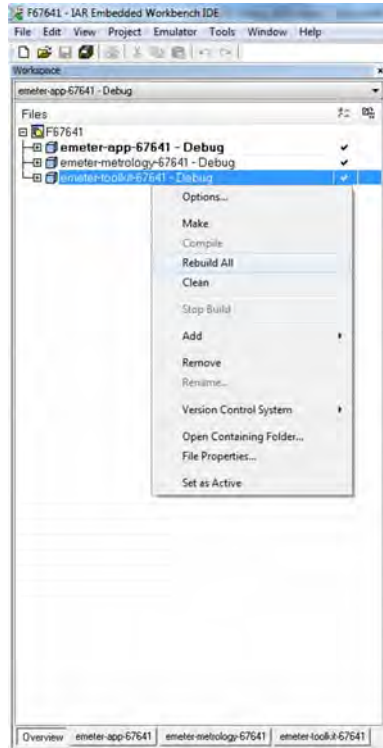 F67641 - IAR Embedded Workbench IDE
File Edit View Project Emulator Tools Window Help
Workspace
emeter-app-67641 - Debug
Files
F67641
emeter-app-67641 - Debug
emeter-metrology-67641 - Debug
emeter-toolkit-67641 - Debug
Options...
Make
Compile
Rebuild All
Clean
Stop Build
Add
Remove
Rename...
Version Control System
Open Containing Folder...
File Properties...
Set as Active
Overview emeter-app-67641 emeter-metrology-67641 emeter-toolkit-67641